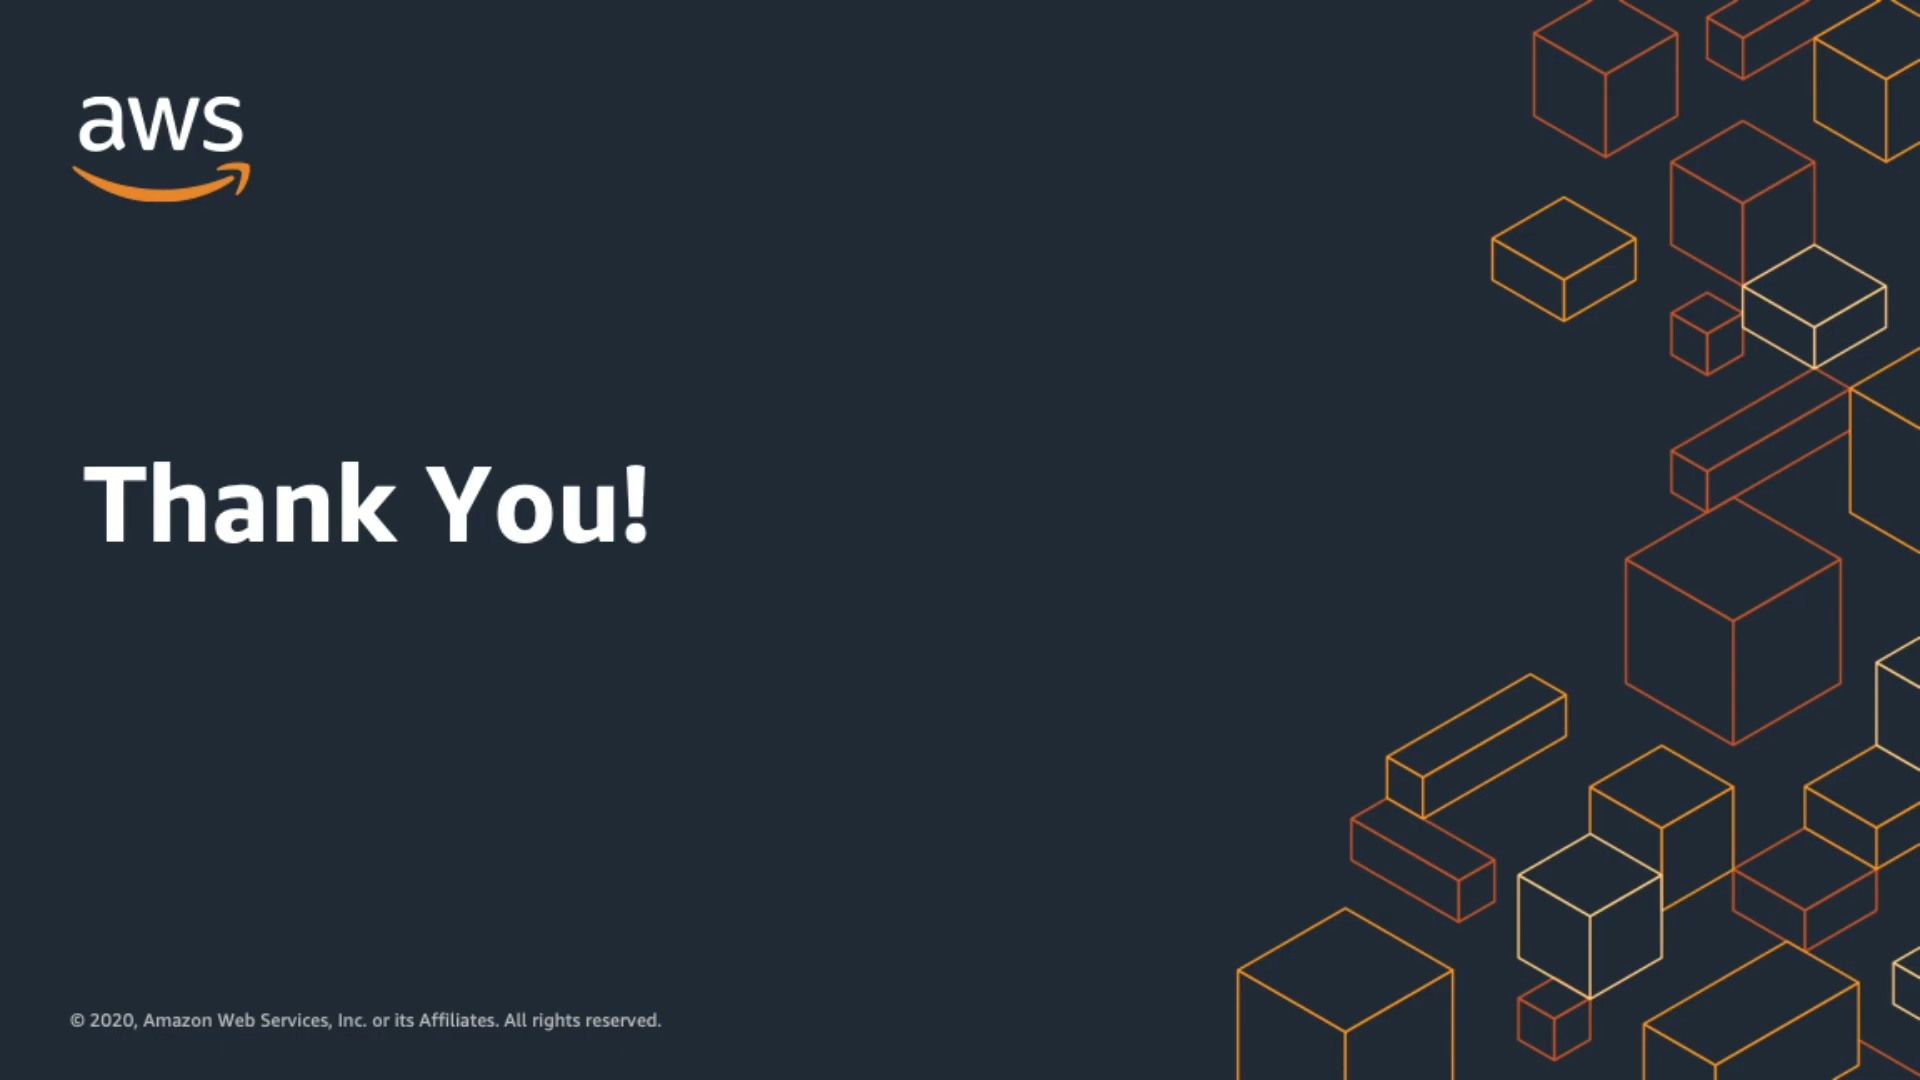 aws
Thank You!
© 2020, Amazon Web Services, Inc. or its Affiliates. All rights reserved.